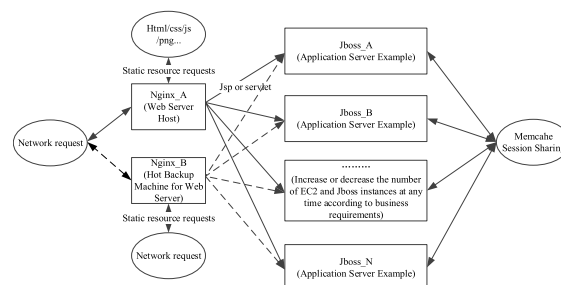 Html/css/js
/png...
Static resource requests
Nginx_A
(Web Server
Host)
Jsp or servlet
Network request
Nginx_B
(Hot Backup
Machine for Web
Server)
Static resource requests
Network request
Jboss_A
(Application Server Example)
Jboss_B
(Application Server Example)
………
(Increase or decrease the number
of EC2 and Jboss instances at any
time according to business
requirements)
Jboss_N
(Application Server Example)
Memcahe
Session Sharing